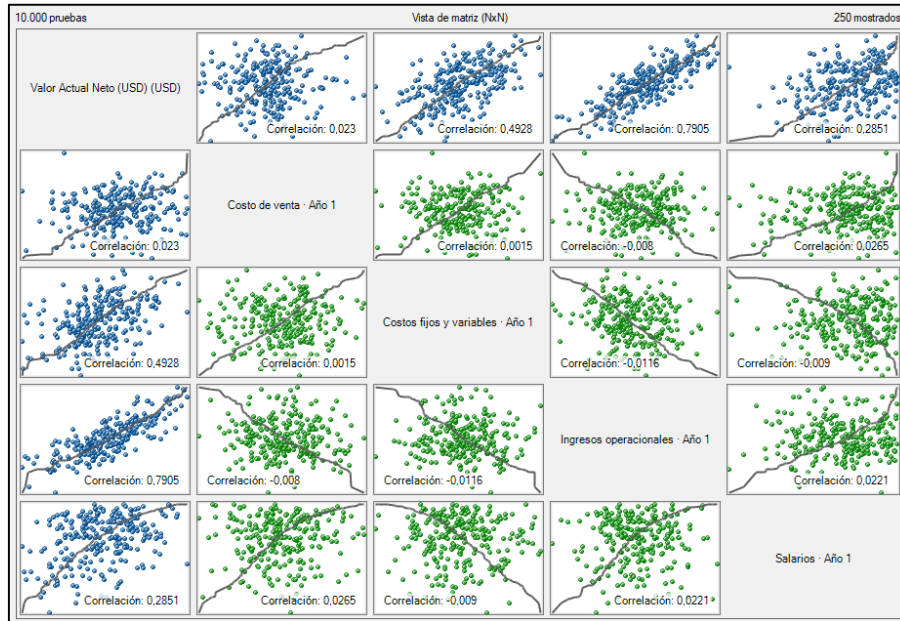 10.000 pruebas Vista de matriz (NxN) 250 mostrados
Valor Actual Neto (USD) (USD)
Correlación: 0,023
Correlación: 0,4928
Correlación: 0,7905
Correlación: 0,2851
Correlación: 0,023
Costo de venta · Año 1
Correlación: 0,0015
Correlación: -0,008
Correlación: 0,0265
Correlación: 0,4928
Correlación: 0,0015
Costos fijos y variables · Año 1
Correlación: -0,0116
Correlación: -0,009
Correlación: 0,7905
Correlación: -0,008
Correlación: -0,0116
Ingresos operacionales · Año 1
Correlación: 0,0221
Correlación: 0,2851
Correlación: 0,0265
Correlación: -0,009
Correlación: 0,0221
Salarios · Año 1